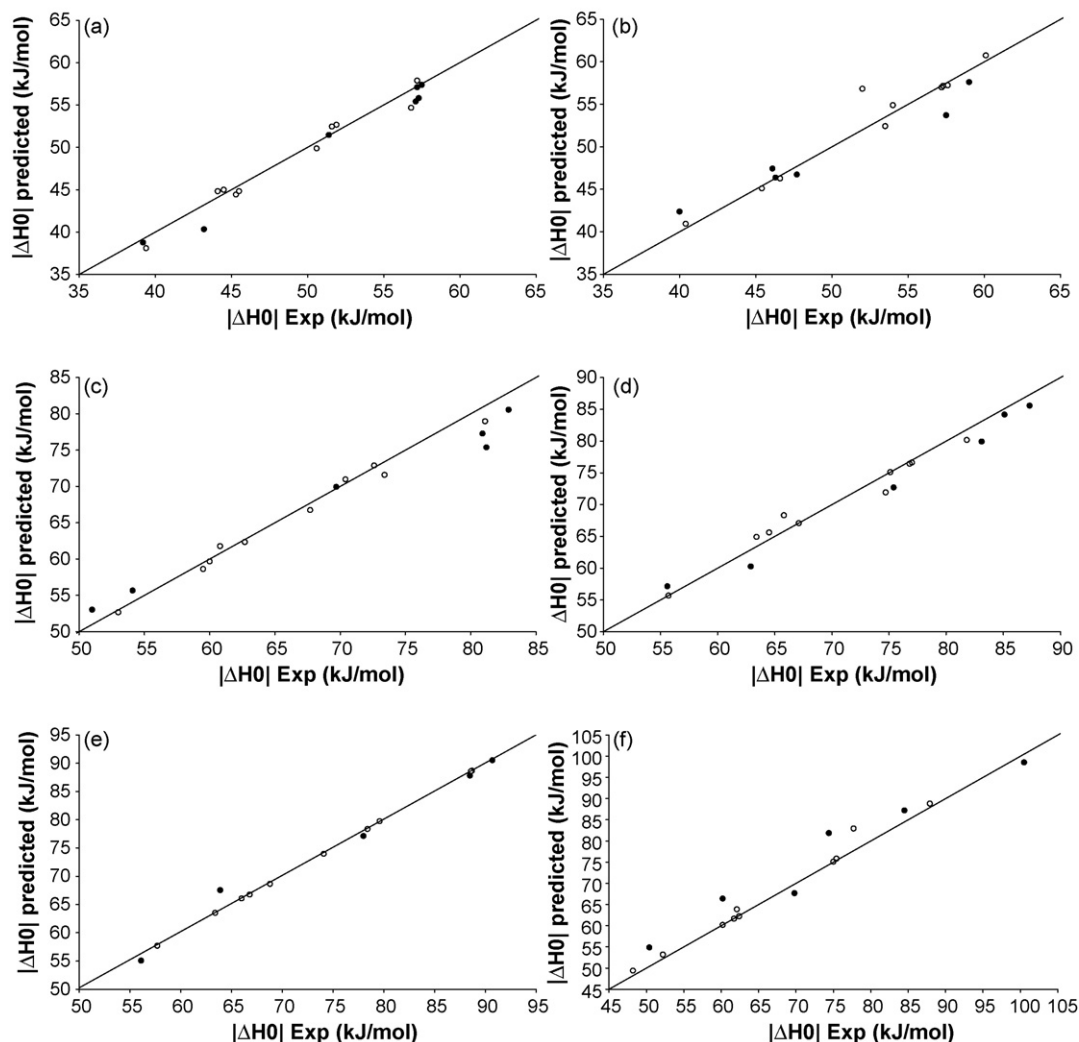 (a)
|ΔH0| predicted (kJ/mol)
65
60
55
50
45
40
35
35 40 45 50 55 60 65
|ΔH0| Exp (kJ/mol)
(b)
|ΔH0| predicted (kJ/mol)
65
60
55
50
45
40
35
35 40 45 50 55 60 65
|ΔH0| Exp (kJ/mol)
(c)
|ΔH0| predicted (kJ/mol)
85
80
75
70
65
60
55
50
50 55 60 65 70 75 80 85
|ΔH0| Exp (kJ/mol)
(d)
ΔH0| predicted (kJ/mol)
90
85
80
75
70
65
60
55
50
50 55 60 65 70 75 80 85 90
|ΔH0| Exp (kJ/mol)
(e)
|ΔH0| predicted (kJ/mol)
95
90
85
80
75
70
65
60
55
50
50 55 60 65 70 75 80 85 90 95
|ΔH0| Exp (kJ/mol)
(f)
|ΔH0| predicted (kJ/mol)
105
100
95
90
85
80
75
70
65
60
55
50
45
45 50 55 60 65 70 75 80 85 90 95 100 105
|ΔH0| Exp (kJ/mol)